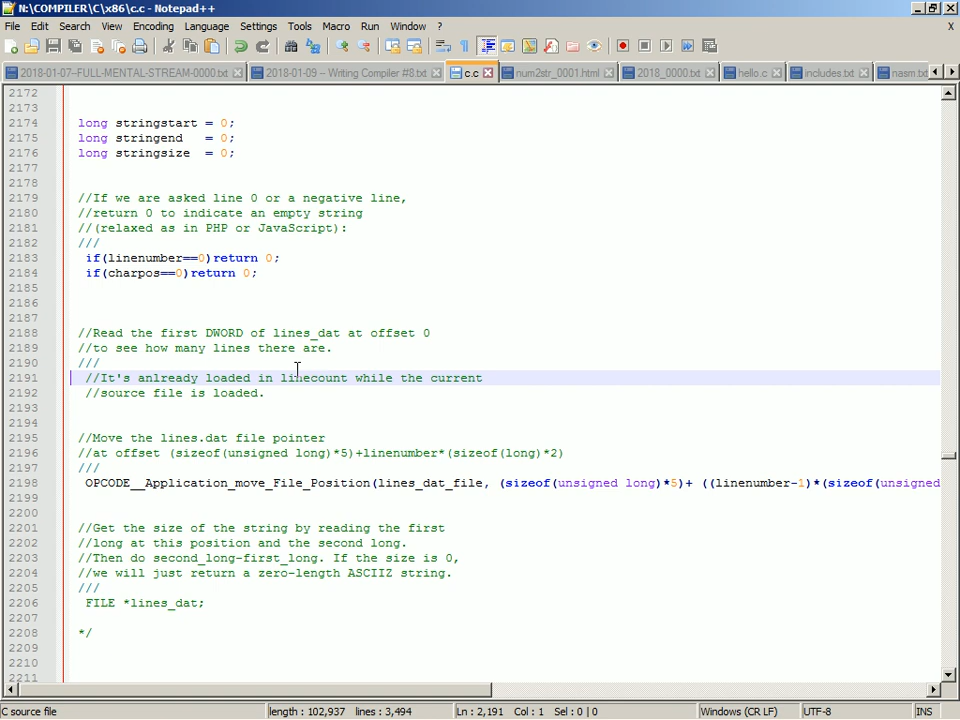 N:\COMPILER\C\x86\c.c - Notepad++
File Edit Search View Encoding Language Settings Tools Macro Run Window ? X
2018-01-07-FULL-MENTAL-STREAM-0000.txt 2018-01-09 -- Writing Compiler #8.txt c.c num2str_0001.html 2018_0000.txt hello.c includes.txt nasm.txt
2172
2173
2174 long stringstart = 0;
2175 long stringend   = 0;
2176 long stringsize  = 0;
2177
2178
2179 //If we are asked line 0 or a negative line,
2180 //return 0 to indicate an empty string
2181 //(relaxed as in PHP or JavaScript):
2182 ///
2183  if(linenumber==0)return 0;
2184  if(charpos==0)return 0;
2185
2186
2187
2188 //Read the first DWORD of lines_dat at offset 0
2189 //to see how many lines there are.
2190 ///
2191  //It's anlready loaded in linecount while the current
2192  //source file is loaded.
2193
2194
2195 //Move the lines.dat file pointer
2196 //at offset (sizeof(unsigned long)*5)+linenumber*(sizeof(long)*2)
2197 ///
2198  OPCODE__Application_move_File_Position(lines_dat_file, (sizeof(unsigned long)*5)+ ((linenumber-1)*(sizeof(unsigned
2199
2200
2201 //Get the size of the string by reading the first
2202 //long at this position and the second long.
2203 //Then do second_long-first_long. If the size is 0,
2204 //we will just return a zero-length ASCIIZ string.
2205 ///
2206  FILE *lines_dat;
2207
2208 */
2209
2210
2211
C source file length : 102,937 lines : 3,494 Ln : 2,191 Col : 1 Sel : 0 | 0 Windows (CR LF) UTF-8 INS